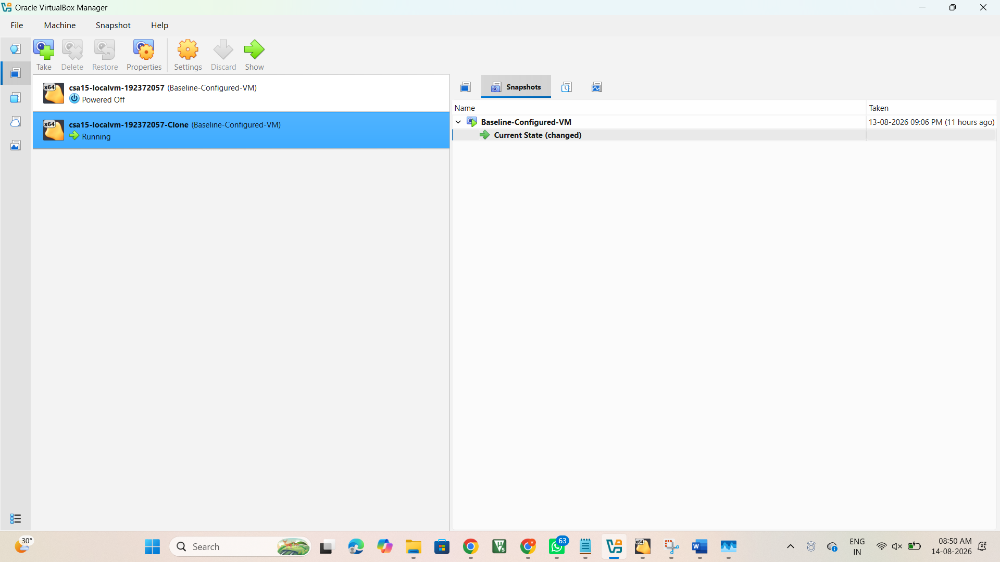 Oracle VirtualBox Manager
File Machine Snapshot Help
Take Delete Restore Properties Settings Discard Show
x64 csa15-localvm-192372057 (Baseline-Configured-VM)
Powered Off
x64 csa15-localvm-192372057-Clone (Baseline-Configured-VM)
Running
Snapshots
Name Taken
Baseline-Configured-VM 13-08-2026 09:06 PM (11 hours ago)
Current State (changed)
30°
Search
63
x64
ENG
IN
08:50 AM
14-08-2026